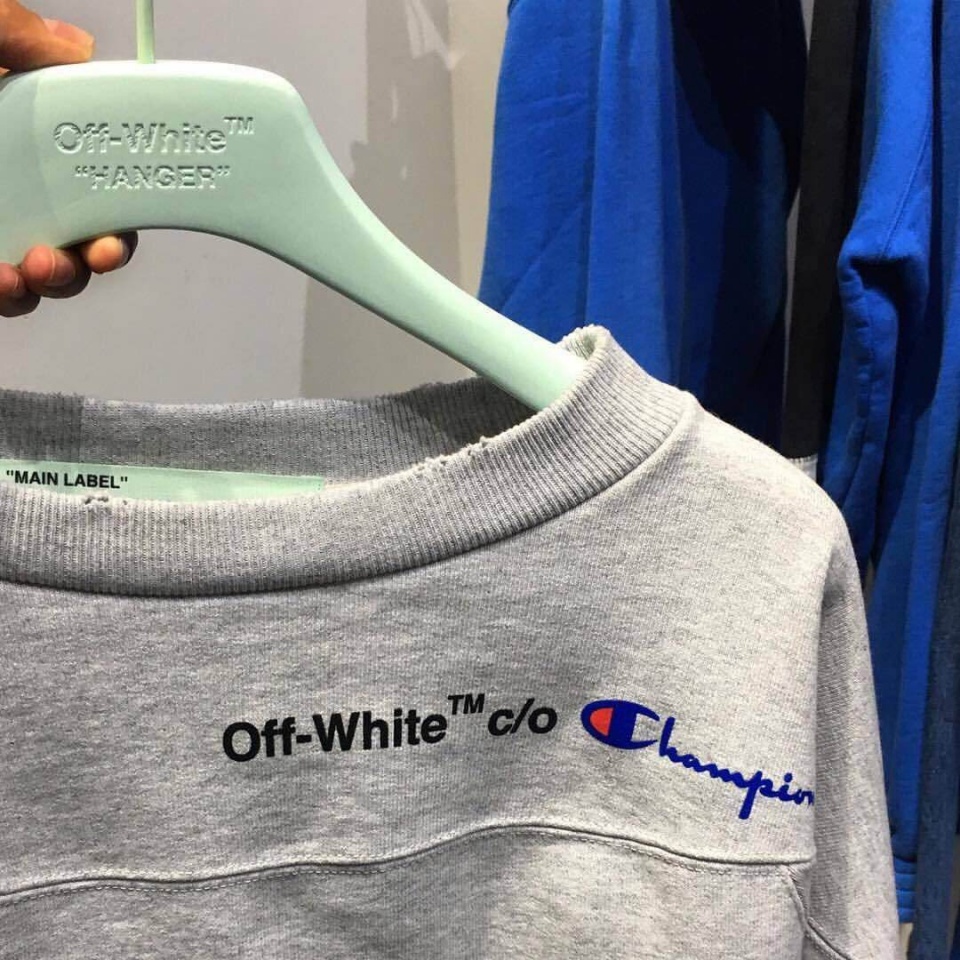 Off-White™
“HANGER”
"MAIN LABEL"
Off-White™ c/o Champion